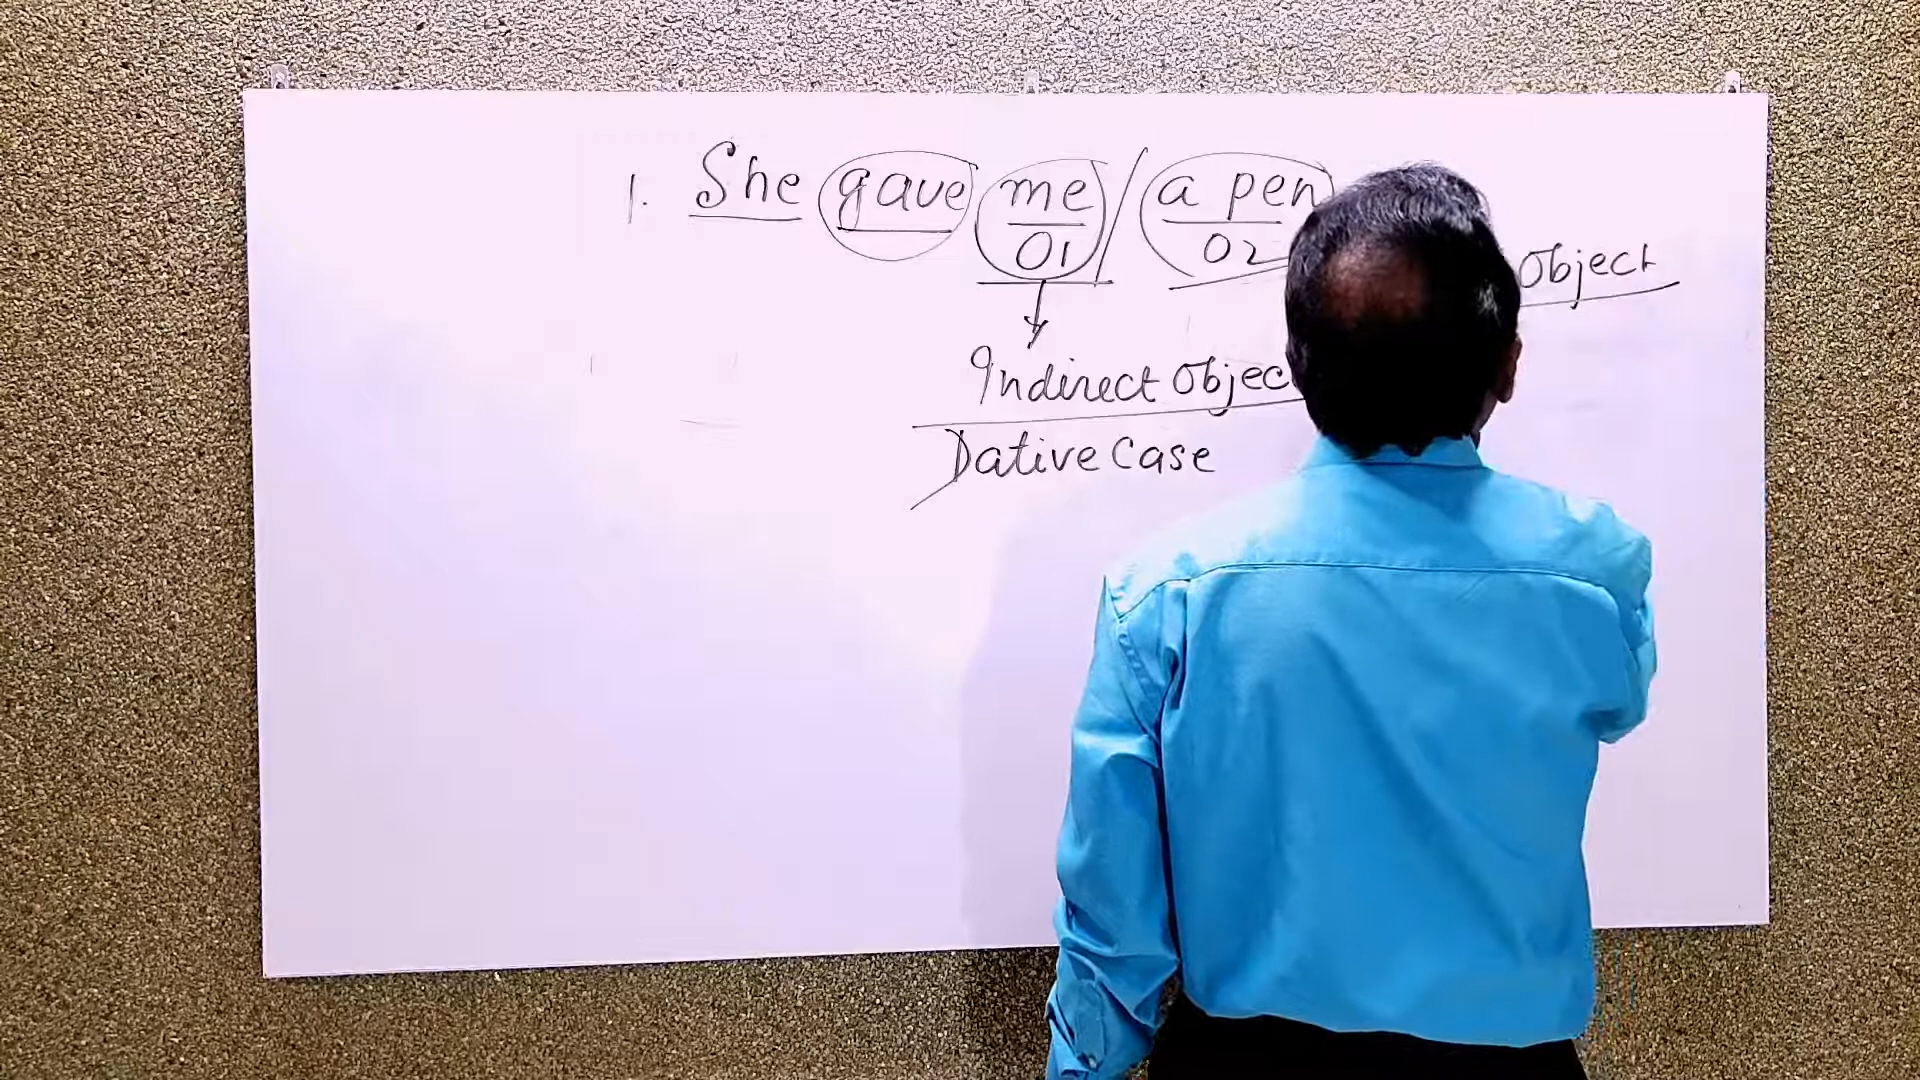 1. She gave me / a pen
O1 O2
Object
Indirect Objec
Dative Case